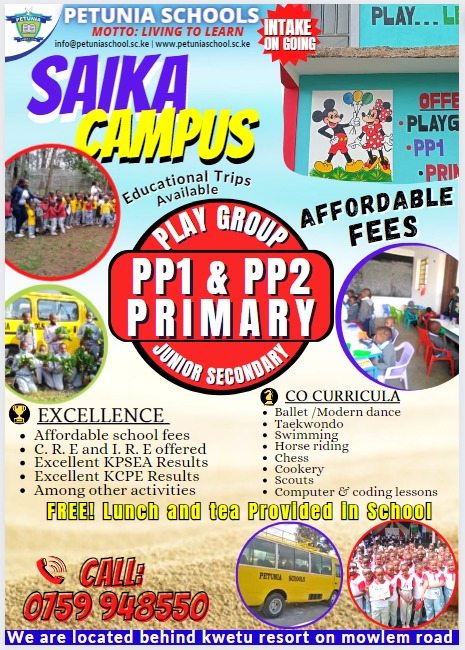 PETUNIA
PETUNIA SCHOOLS
MOTTO: LIVING TO LEARN
info@petuniaschool.sc.ke | www.petuniaschool.sc.ke
INTAKE
ON GOING
PLAY...
OFFE
PLAYG
PP1
PRIM
SAIKA
CAMPUS
Educational Trips
Available
AFFORDABLE
FEES
PLAY GROUP
PP1 & PP2
PRIMARY
JUNIOR SECONDARY
EXCELLENCE
• Affordable school fees
• C. R. E and I. R. E offered
• Excellent KPSEA Results
• Excellent KCPE Results
• Among other activities
CO CURRICULA
• Ballet /Modern dance
• Taekwondo
• Swimming
• Horse riding
• Chess
• Cookery
• Scouts
• Computer & coding lessons
FREE! Lunch and tea Provided in School
CALL:
0759 948550
PETUNIA SCHOOLS
We are located behind kwetu resort on mowlem road